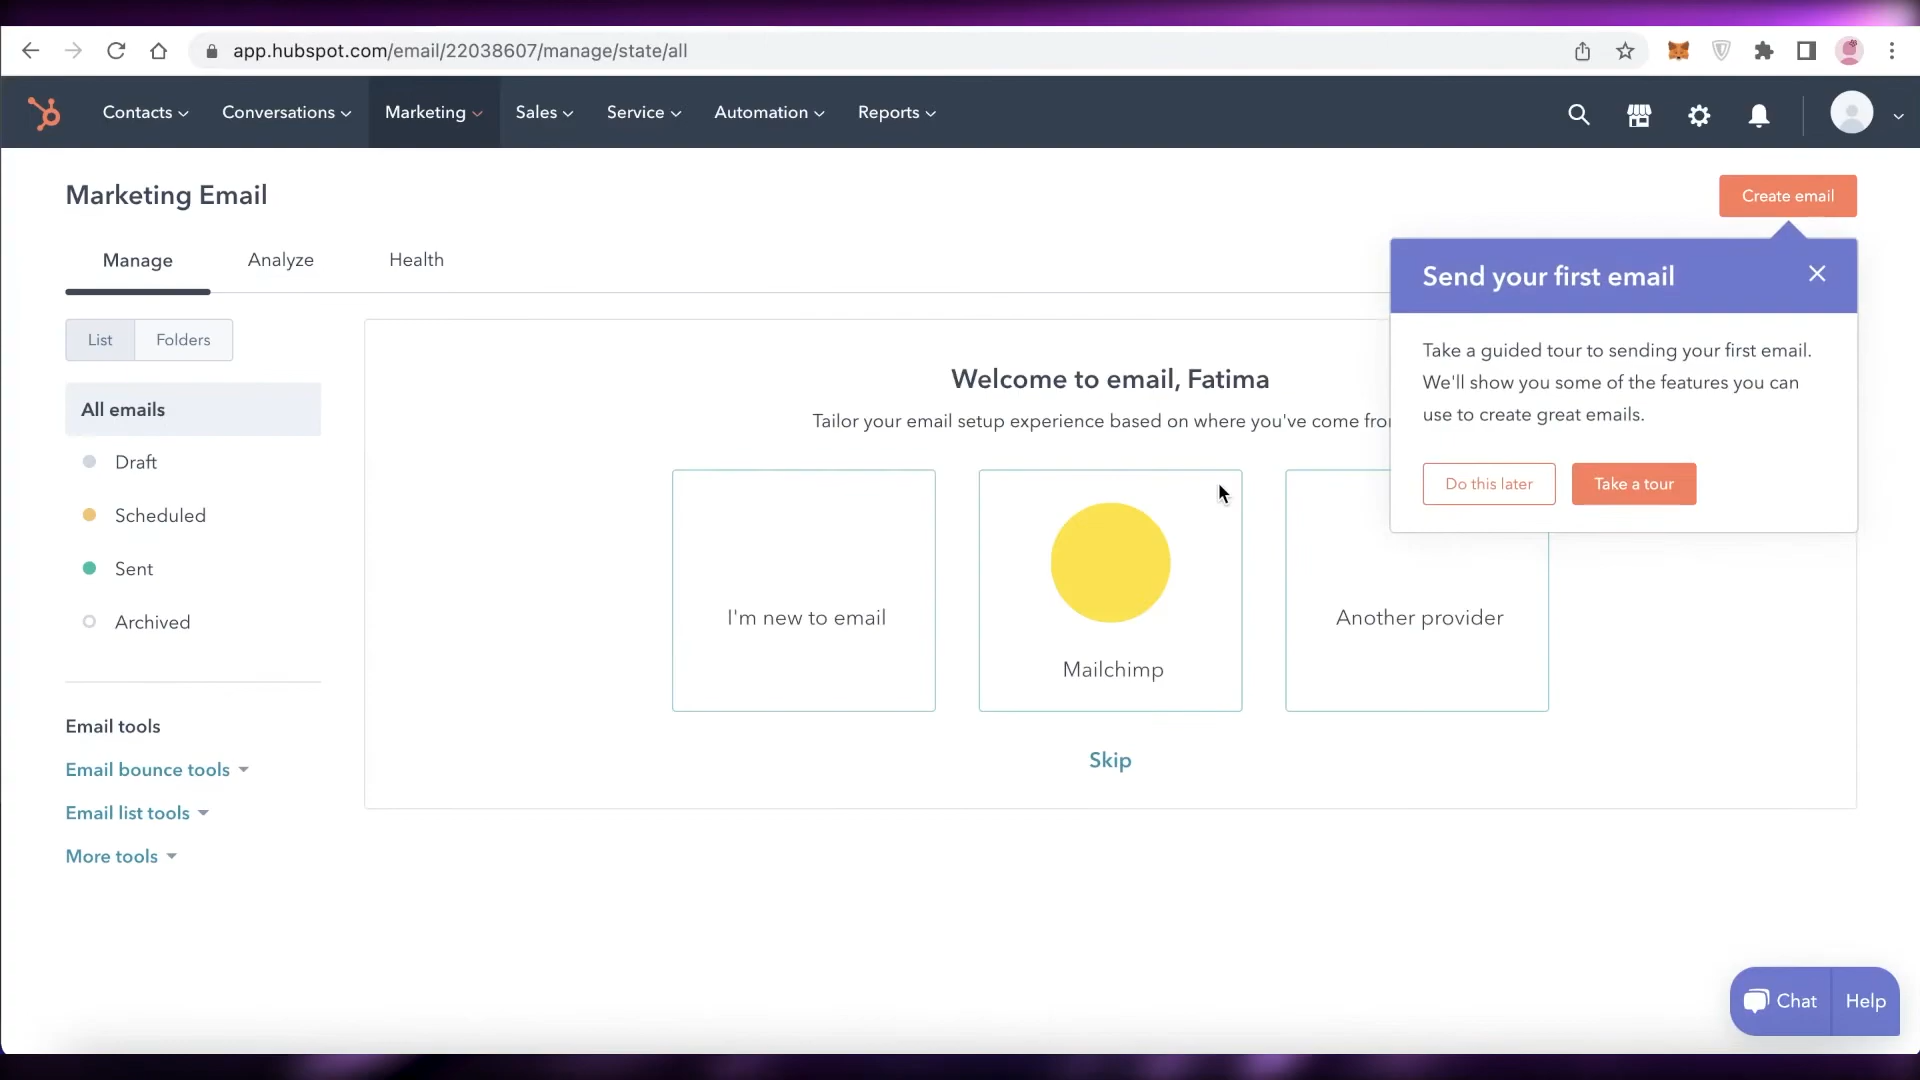 app.hubspot.com/email/22038607/manage/state/all
Contacts
Conversations
Marketing
Sales
Service
Automation
Reports
Marketing Email
Create email
Manage
Analyze
Health
Send your first email
Take a guided tour to sending your first email.
We'll show you some of the features you can
use to create great emails.
Do this later
Take a tour
List
Folders
All emails
Draft
Scheduled
Sent
Archived
Email tools
Email bounce tools
Email list tools
More tools
Welcome to email, Fatima
Tailor your email setup experience based on where you've come
I'm new to email
Mailchimp
Another provider
Skip
Chat
Help